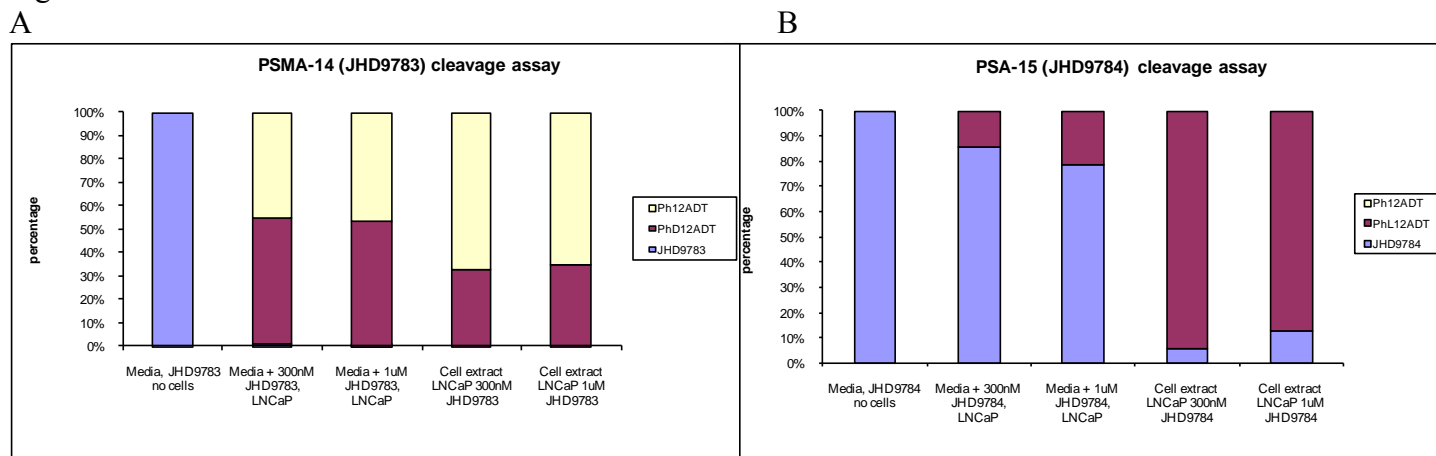 A
B
PSMA-14 (JHD9783) cleavage assay
100%
90%
80%
70%
60%
50%
40%
30%
20%
10%
0%
percentage
Media, JHD9783
no cells
Media + 300nM
JHD9783,
LNCaP
Media + 1uM
JHD9783,
LNCaP
Cell extract
LNCaP 300nM
JHD9783
Cell extract
LNCaP 1uM
JHD9783
Ph12ADT
PhD12ADT
JHD9783
PSA-15 (JHD9784) cleavage assay
100%
90%
80%
70%
60%
50%
40%
30%
20%
10%
0%
percentage
Media, JHD9784
no cells
Media + 300nM
JHD9784,
LNCaP
Media + 1uM
JHD9784,
LNCaP
Cell extract
LNCaP 300nM
JHD9784
Cell extract
LNCaP 1uM
JHD9784
Ph12ADT
PhL12ADT
JHD9784